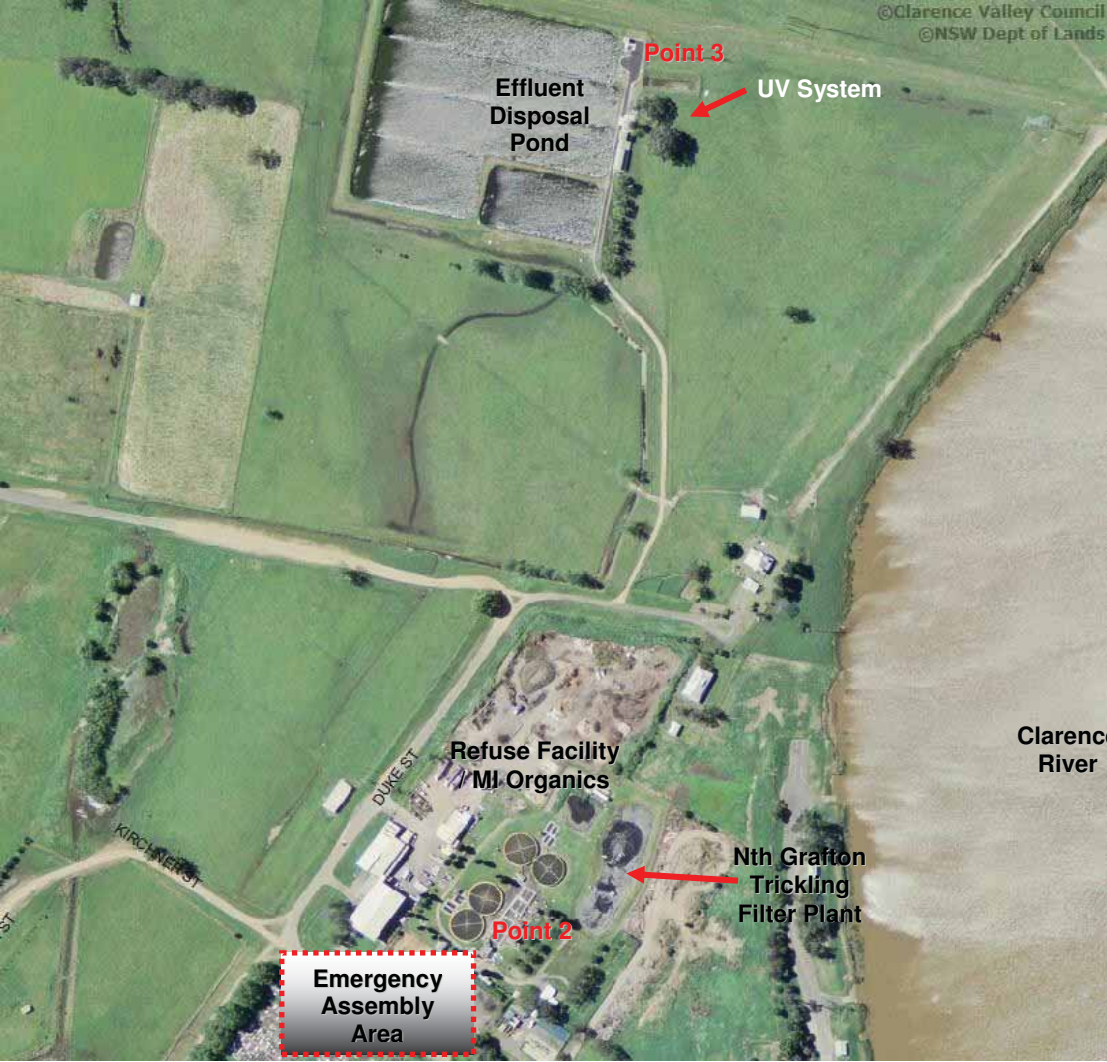 ©Clarence Valley Council
©NSW Dept of Lands
Point 3
UV System
Effluent
Disposal
Pond
Clarence
River
Refuse Facility
MI Organics
DUKE ST
KIRCHNER ST
ST
Nth Grafton
Trickling
Filter Plant
Point 2
Emergency
Assembly
Area